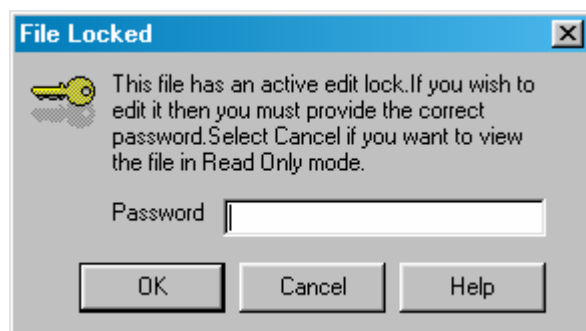 File Locked
This file has an active edit lock.If you wish to
edit it then you must provide the correct
password.Select Cancel if you want to view
the file in Read Only mode.
Password
OK
Cancel
Help